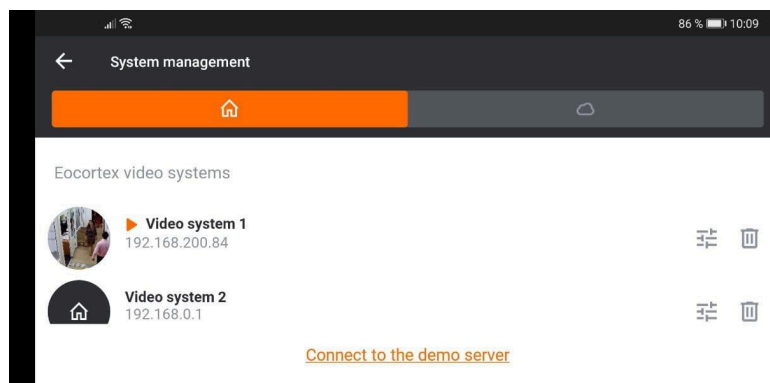 86 % 10:09
System management
Eocortex video systems
Video system 1
192.168.200.84
Video system 2
192.168.0.1
Connect to the demo server